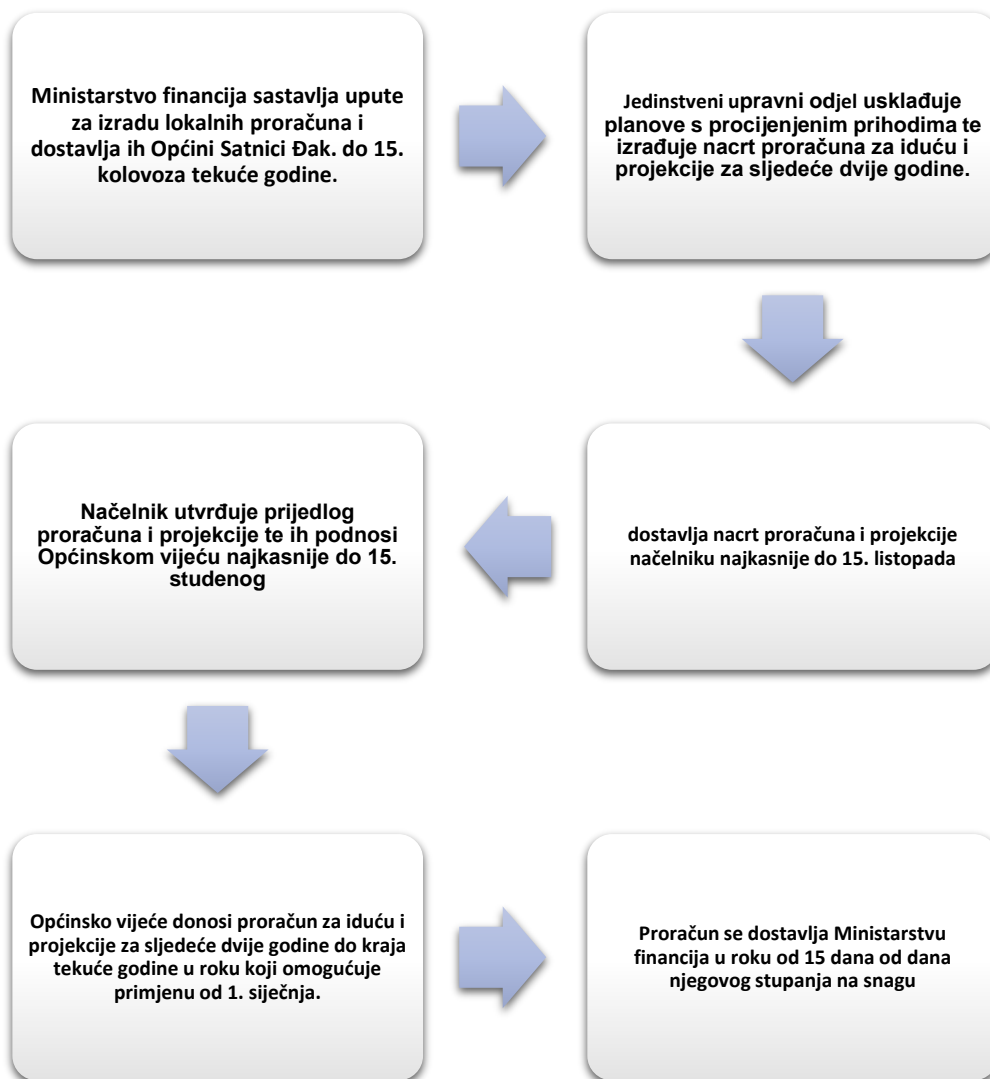 Ministarstvo financija sastavlja upute
za izradu lokalnih proračuna i
dostavlja ih Općini Satnici Đak. do 15.
kolovoza tekuće godine.
Jedinstveni upravni odjel usklađuje
planove s procijenjenim prihodima te
izrađuje nacrt proračuna za iduću i
projekcije za sljedeće dvije godine.
dostavlja nacrt proračuna i projekcije
načelniku najkasnije do 15. listopada
Načelnik utvrđuje prijedlog
proračuna i projekcije te ih podnosi
Općinskom vijeću najkasnije do 15.
studenog
Općinsko vijeće donosi proračun za iduću i
projekcije za sljedeće dvije godine do kraja
tekuće godine u roku koji omogućuje
primjenu od 1. siječnja.
Proračun se dostavlja Ministarstvu
financija u roku od 15 dana od dana
njegovog stupanja na snagu